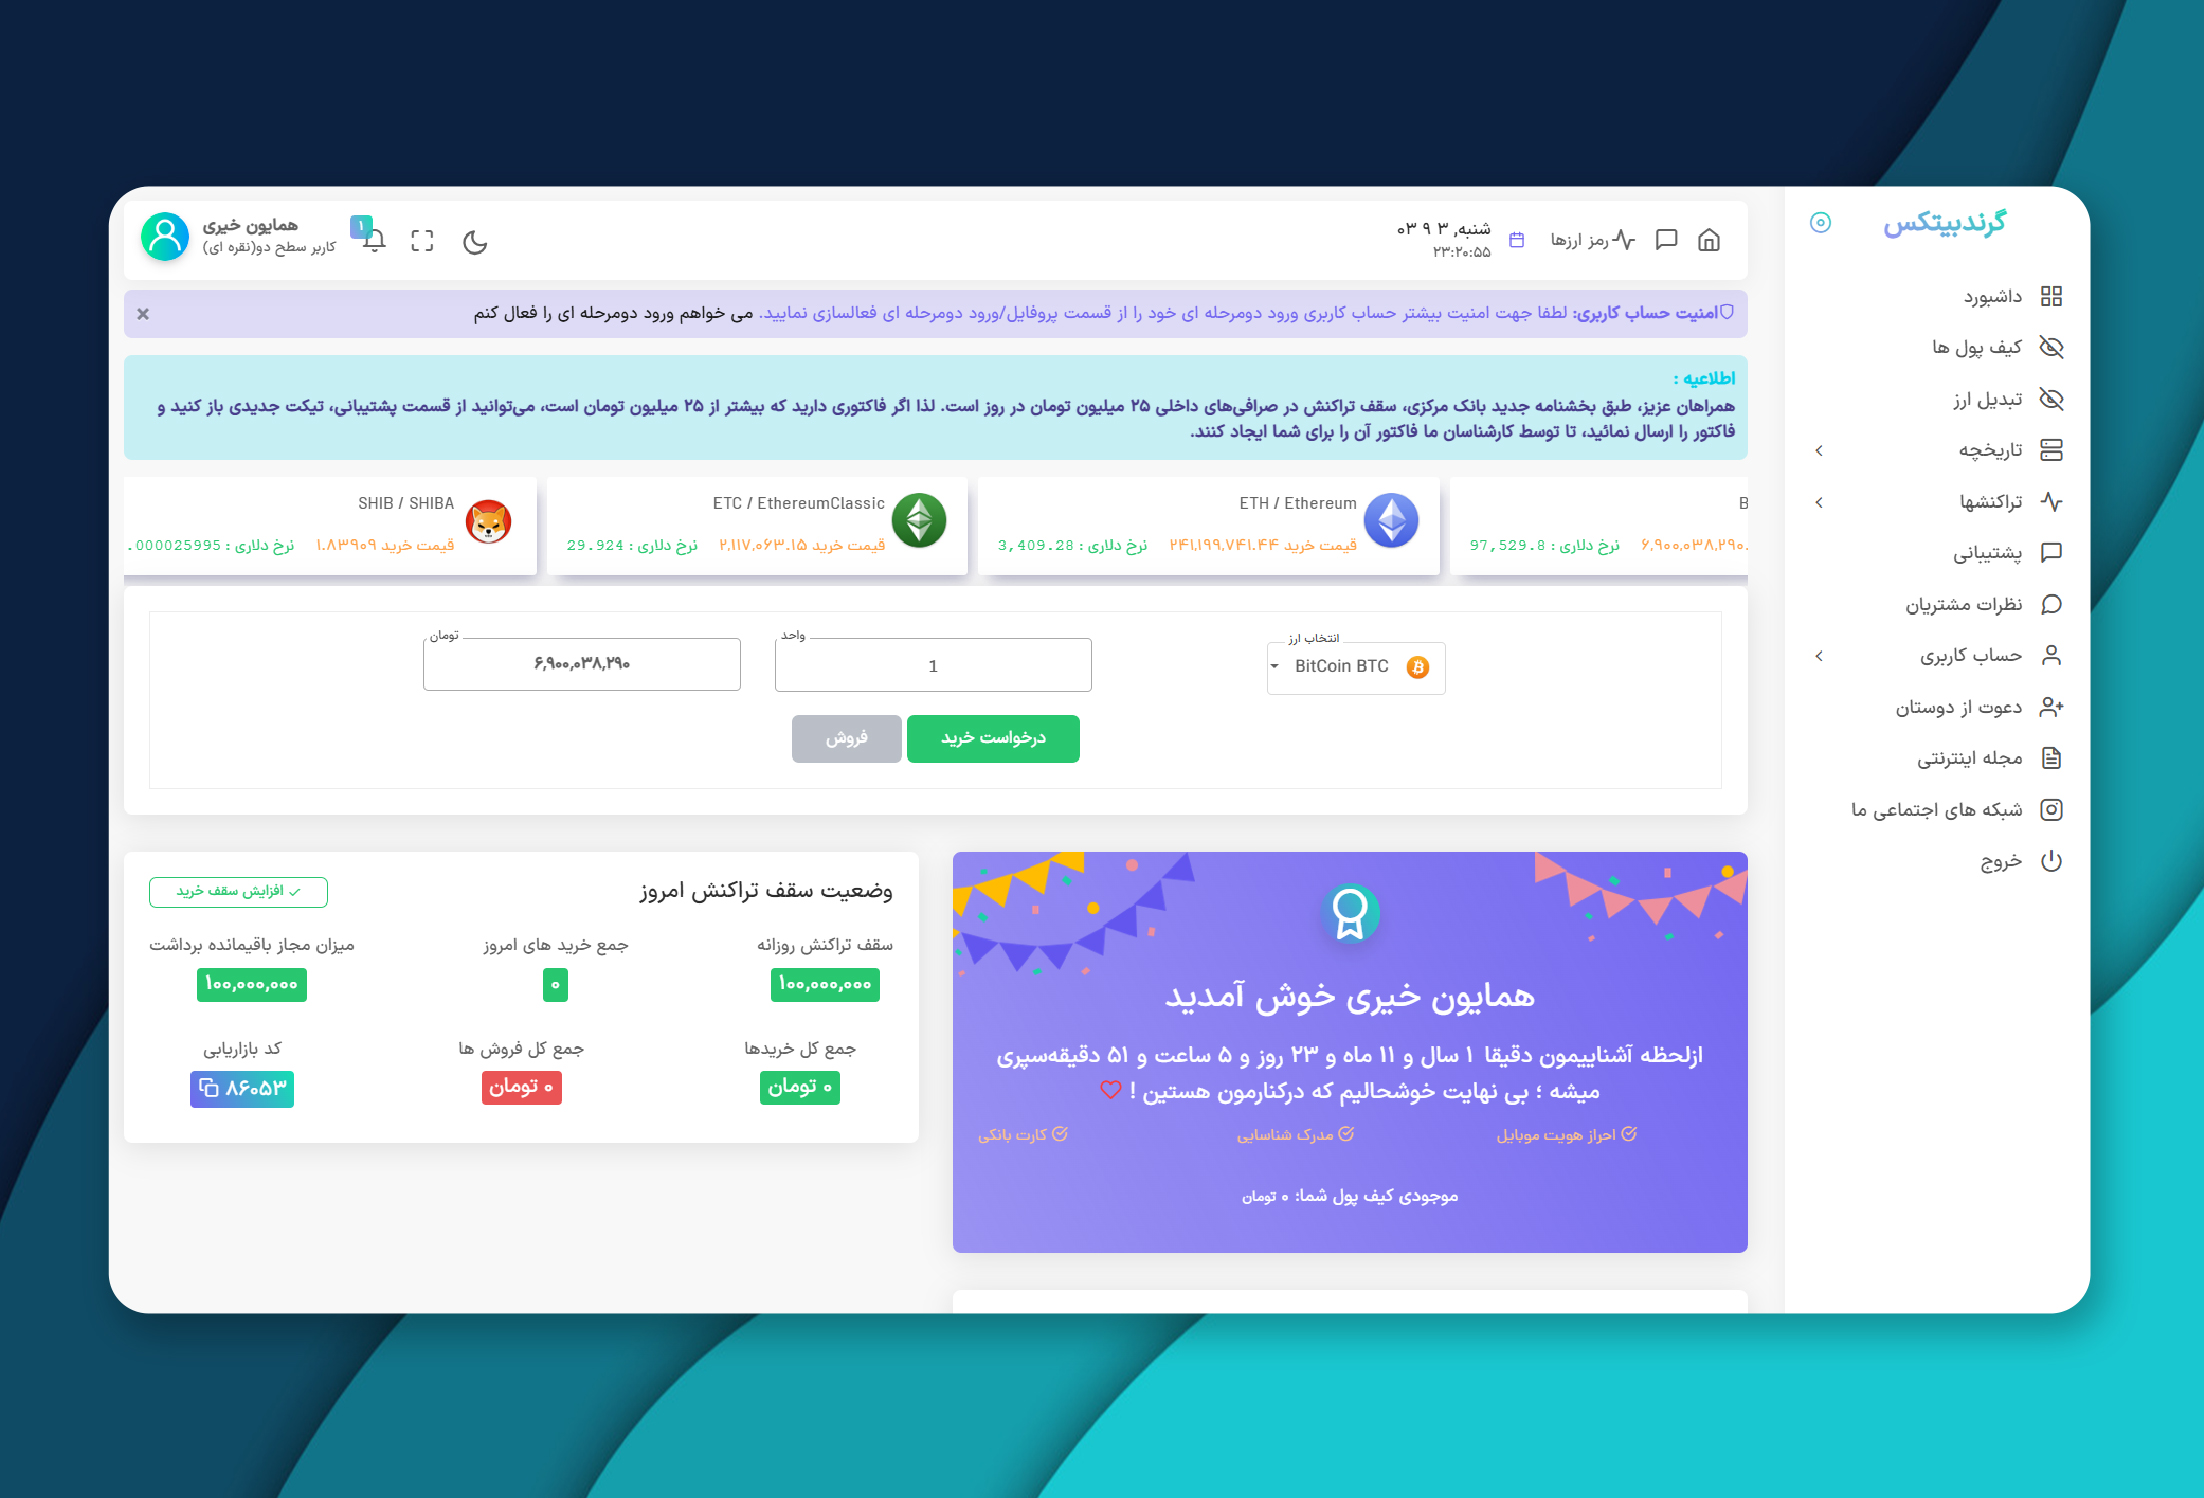 گرندبیتکس
داشبورد
کیف پول ها
تبدیل ارز
تاریخچه
تراکنشها
پشتیبانی
نظرات مشتریان
حساب کاربری
دعوت از دوستان
مجله اینترنتی
شبکه های اجتماعی ما
خروج
رمز ارزها
شنبه, ۳ ۹ ۰۳
۲۳:۲۰:۵۵
۱
همایون خیری
کاربر سطح دو(نقره ای)
امنیت حساب کاربری: لطفا جهت امنیت بیشتر حساب کاربری ورود دومرحله ای خود را از قسمت پروفایل/ورود دومرحله ای فعالسازی نمایید. می خواهم ورود دومرحله ای را فعال کنم
×
اطلاعیه :
همراهان عزیز، طبق بخشنامه جدید بانک مرکزی، سقف تراکنش در صرافی‌های داخلی ۲۵ میلیون تومان در روز است. لذا اگر فاکتوری دارید که بیشتر از ۲۵ میلیون تومان است، می‌توانید از قسمت پشتیبانی، تیکت جدیدی باز کنید و
فاکتور را ارسال نمائید، تا توسط کارشناسان ما فاکتور آن را برای شما ایجاد کنند.
B
۶,۹۰۰,۰۳۸,۲۹۰. نرخ دلاری : 97,529.8
ETH / Ethereum
قیمت خرید ۲۴۱,۱۹۹,۷۴۱.۴۴ نرخ دلاری : 3,409.28
ETC / EthereumClassic
قیمت خرید ۲,۱۱۷,۰۶۳.۱۵ نرخ دلاری : 29.924
SHIB / SHIBA
قیمت خرید ۱.۸۳۹۰۹ نرخ دلاری : .000025995
انتخاب ارز
BitCoin BTC
واحد
1
تومان
۶,۹۰۰,۰۳۸,۲۹۰
درخواست خرید
فروش
همایون خیری خوش آمدید
ازلحظه آشناییمون دقیقا ۱ سال و ۱۱ ماه و ۲۳ روز و ۵ ساعت و ۵۱ دقیقه‌سپری
میشه ؛ بی نهایت خوشحالیم که درکنارمون هستین !
احراز هویت موبایل
مدرک شناسایی
کارت بانکی
موجودی کیف پول شما: ۰ تومان
وضعیت سقف تراکنش امروز
افزایش سقف خرید
سقف تراکنش روزانه
۱۰۰,۰۰۰,۰۰۰
جمع خرید های امروز
۰
میزان مجاز باقیمانده برداشت
۱۰۰,۰۰۰,۰۰۰
جمع کل خریدها
۰ تومان
جمع کل فروش ها
۰ تومان
کد بازاریابی
۸۶۰۵۳